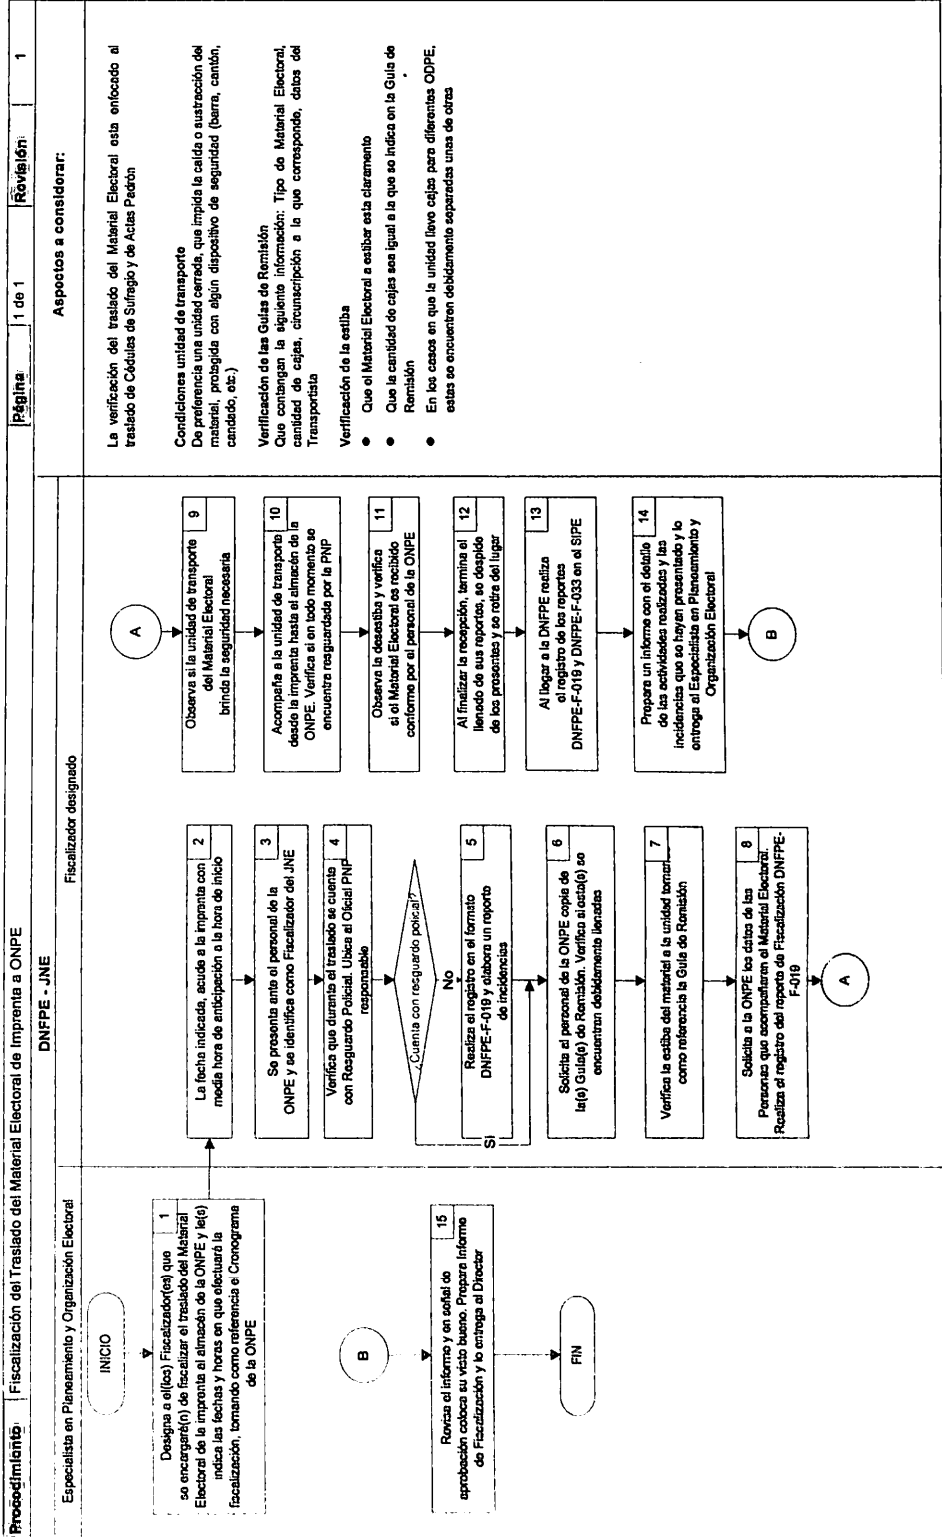 Procedimiento Fiscalización del Traslado del Material Electoral de Imprenta a ONPE Página 1 de 1 Revisión 1
DNFPE - JNE
Aspectos a considerar:
Especialista en Planeamiento y Organización Electoral
Fiscalizador designado
INICIO
1
Designa a el(los) Fiscalizador(es) que
se encargará(n) de fiscalizar el traslado del Material
Electoral de la imprenta al almacén de la ONPE y le(s)
indica las fechas y horas en que efectuará la
fiscalización, tomando como referencia el Cronograma
de la ONPE
B
15
Revisa el informe y en señal de
aprobación coloca su visto bueno. Prepara Informe
de Fiscalización y lo entrega al Director
FIN
2
La fecha indicada, acude a la imprenta con
media hora de anticipación a la hora de inicio
3
Se presenta ante el personal de la
ONPE y se identifica como Fiscalizador del JNE
4
Verifica que durante el traslado se cuenta
con Resguardo Policial. Ubica al Oficial PNP
responsable
¿Cuenta con resguardo policial?
No
Si
5
Realiza el registro en el formato
DNFPE-F-019 y elabora un reporte
de incidencias
6
Solicita al personal de la ONPE copia de
la(s) Guía(s) de Remisión. Verifica si esta(s) se
encuentran debidamente llenadas
7
Verifica la estiba del material a la unidad toman
como referencia la Guía de Remisión
8
Solicita a la ONPE los datos de las
Personas que acompañaran el Material Electoral.
Realiza el registro del reporte de Fiscalización DNFPE-
F-019
A
A
9
Observa si la unidad de transporte
del Material Electoral
brinda la seguridad necesaria
10
Acompaña a la unidad de transporte
desde la imprenta hasta el almacén de la
ONPE. Verifica si en todo momento se
encuentra resguardada por la PNP
11
Observa la desestiba y verifica
si el Material Electoral es recibido
conforme por el personal de la ONPE
12
Al finalizar la recepción, termina el
llenado de sus reportes, se despide
de los presentes y se retira del lugar
13
Al llegar a la DNFPE realiza
el registro de los reportes
DNFPE-F-019 y DNFPE-F-033 en el SIPE
14
Prepara un informe con el detalle
de las actividades realizadas y las
incidencias que se hayan presentado y lo
entrega al Especialista en Planeamiento y
Organización Electoral
B
La verificación del traslado del Material Electoral esta enfocado al
traslado de Cédulas de Sufragio y de Actas Padrón
Condiciones unidad de transporte
De preferencia una unidad cerrada, que impida la caída o sustracción del
material, protegida con algún dispositivo de seguridad (barra, cantón,
candado, etc.)
Verificación de las Guías de Remisión
Que contengan la siguiente información: Tipo de Material Electoral,
cantidad de cajas, circunscripción a la que corresponde, datos del
Transportista
Verificación de la estiba
● Que el Material Electoral a estibar esta claramente
● Que la cantidad de cajas sea igual a la que se indica en la Guía de
Remisión
● En los casos en que la unidad lleve cajas para diferentes ODPE,
estas se encuentren debidamente separadas unas de otras